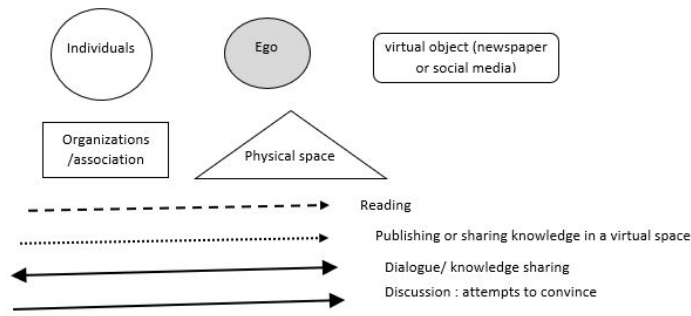 Individuals
Ego
virtual object (newspaper
or social media)
Organizations
/association
Physical space
Reading
Publishing or sharing knowledge in a virtual space
Dialogue/ knowledge sharing
Discussion : attempts to convince